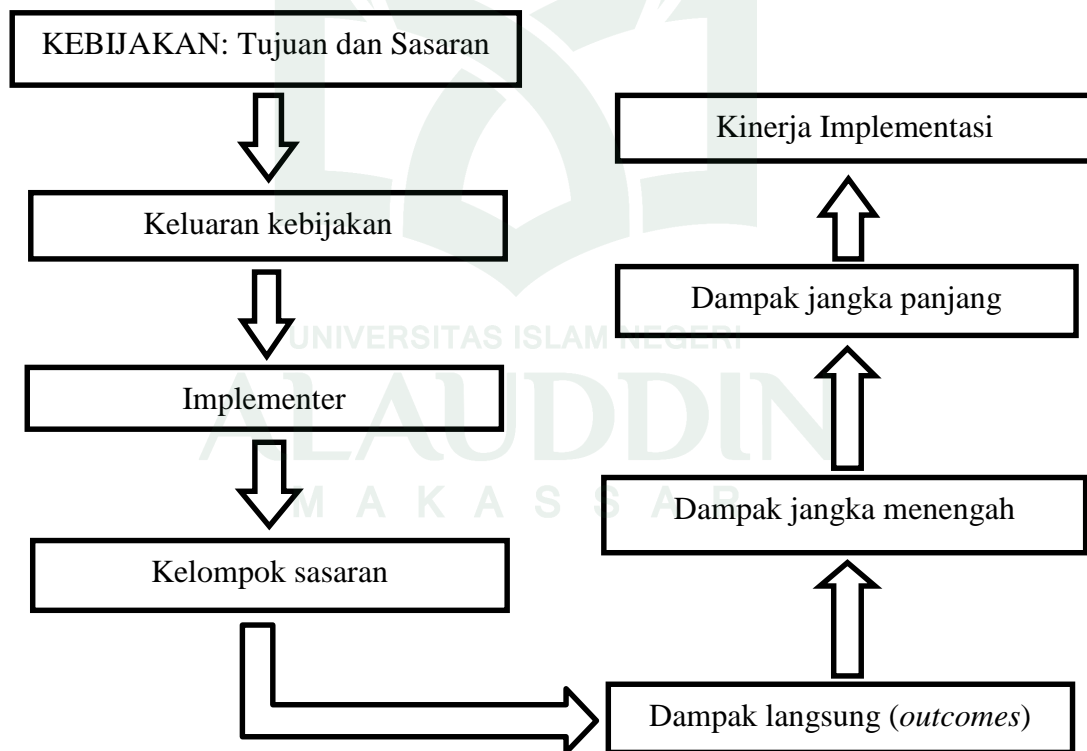 KEBIJAKAN: Tujuan dan Sasaran
Keluaran kebijakan
Implementer
Kelompok sasaran
Dampak langsung (outcomes)
Dampak jangka menengah
Dampak jangka panjang
Kinerja Implementasi
UNIVERSITAS ISLAM NEGERI
ALAUDDIN
MAKASSAR